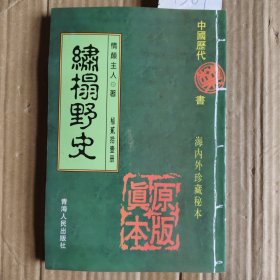 中國歷代
書
海内外珍藏秘本
情顛主人◎著
繡榻野史
原版
真本
青海人民出版社